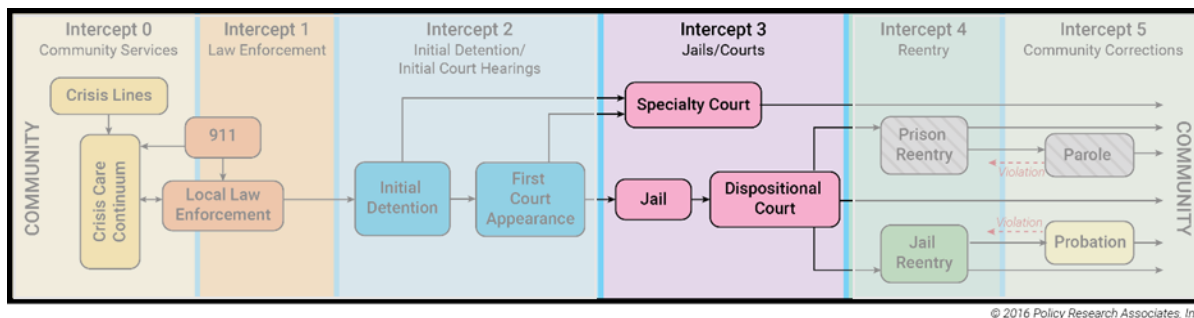 Intercept 0
Community Services
Intercept 1
Law Enforcement
Intercept 2
Initial Detention/
Initial Court Hearings
Intercept 3
Jails/Courts
Intercept 4
Reentry
Intercept 5
Community Corrections
COMMUNITY
Crisis Lines
Crisis Care
Continuum
911
Local Law
Enforcement
Initial
Detention
First
Court
Appearance
Specialty Court
Jail
Dispositional
Court
Prison
Reentry
Violation
Parole
Jail
Reentry
Violation
Probation
COMMUNITY
© 2016 Policy Research Associates, In